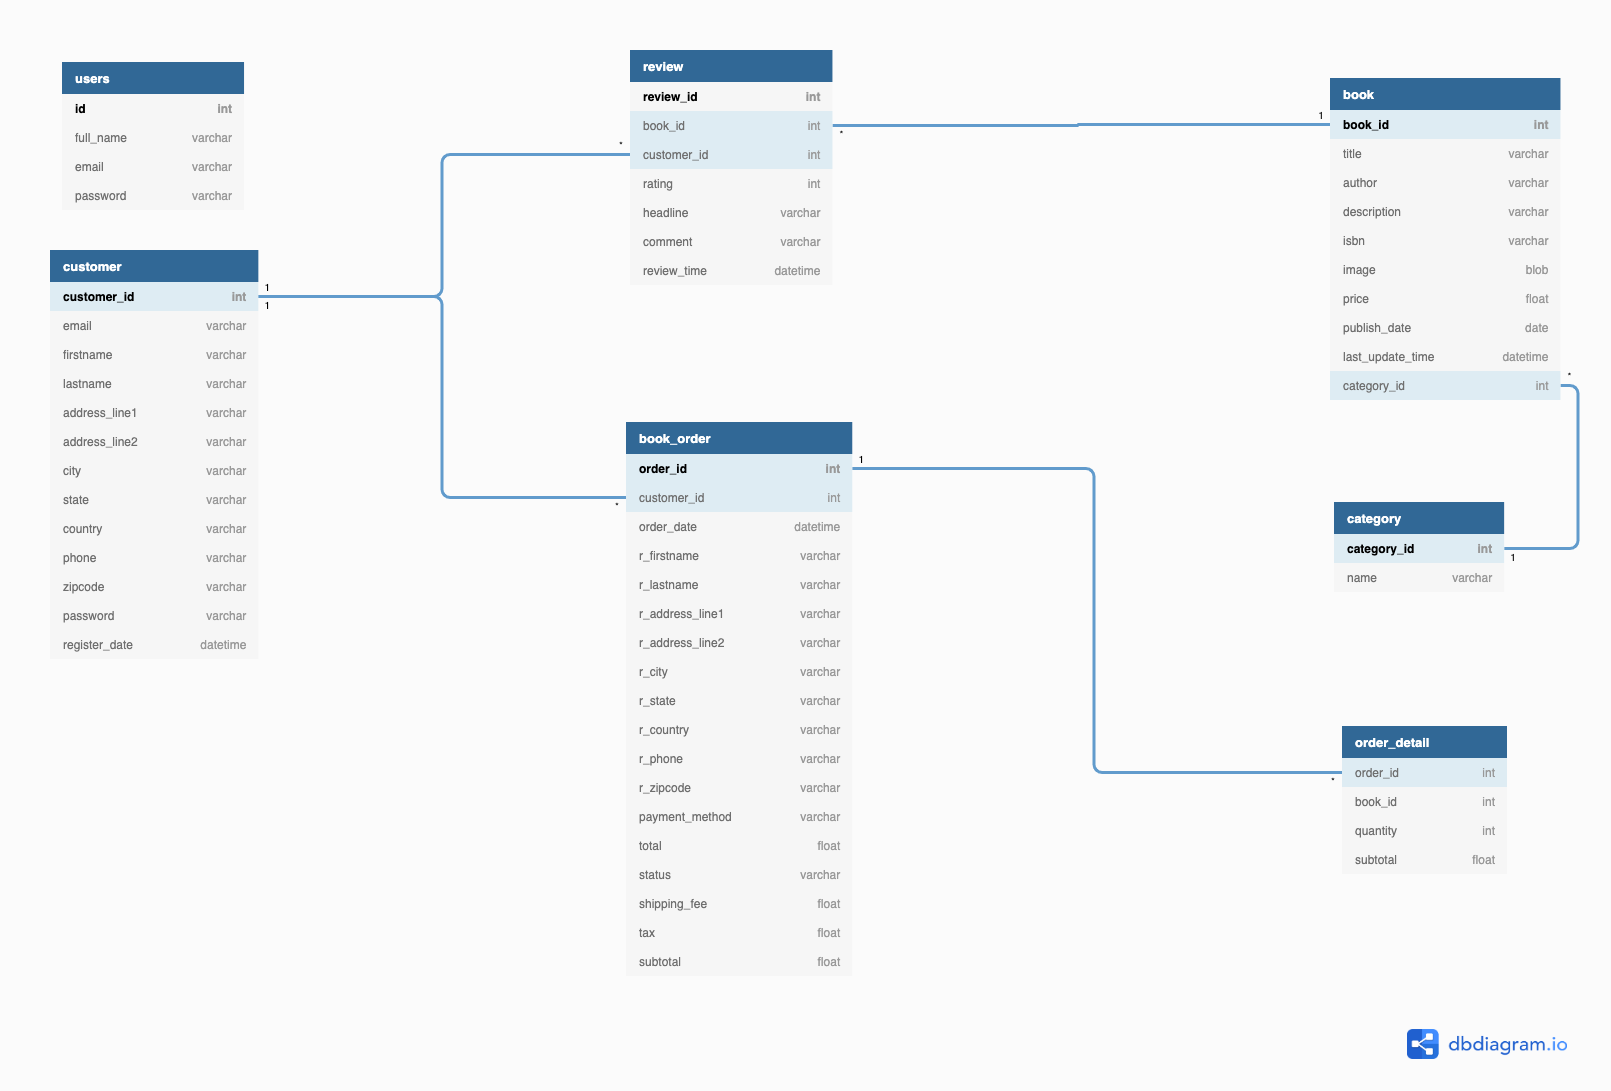 users
id int
full_name varchar
email varchar
password varchar
customer
customer_id int
email varchar
firstname varchar
lastname varchar
address_line1 varchar
address_line2 varchar
city varchar
state varchar
country varchar
phone varchar
zipcode varchar
password varchar
register_date datetime
1
1
review
review_id int
book_id int
customer_id int
rating int
headline varchar
comment varchar
review_time datetime
*
*
book_order
order_id int
customer_id int
order_date datetime
r_firstname varchar
r_lastname varchar
r_address_line1 varchar
r_address_line2 varchar
r_city varchar
r_state varchar
r_country varchar
r_phone varchar
r_zipcode varchar
payment_method varchar
total float
status varchar
shipping_fee float
tax float
subtotal float
*
1
book
book_id int
title varchar
author varchar
description varchar
isbn varchar
image blob
price float
publish_date date
last_update_time datetime
category_id int
1
*
category
category_id int
name varchar
1
order_detail
order_id int
book_id int
quantity int
subtotal float
*
dbdiagram.io